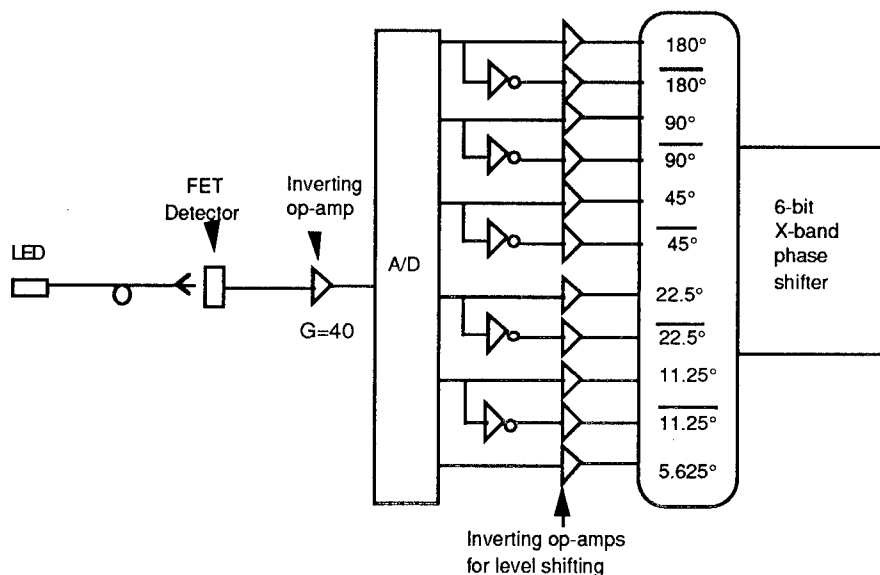 LED
FET
Detector
Inverting
op-amp
G=40
A/D
180°
180°
90°
90°
45°
45°
22.5°
22.5°
11.25°
11.25°
5.625°
6-bit
X-band
phase
shifter
Inverting op-amps
for level shifting